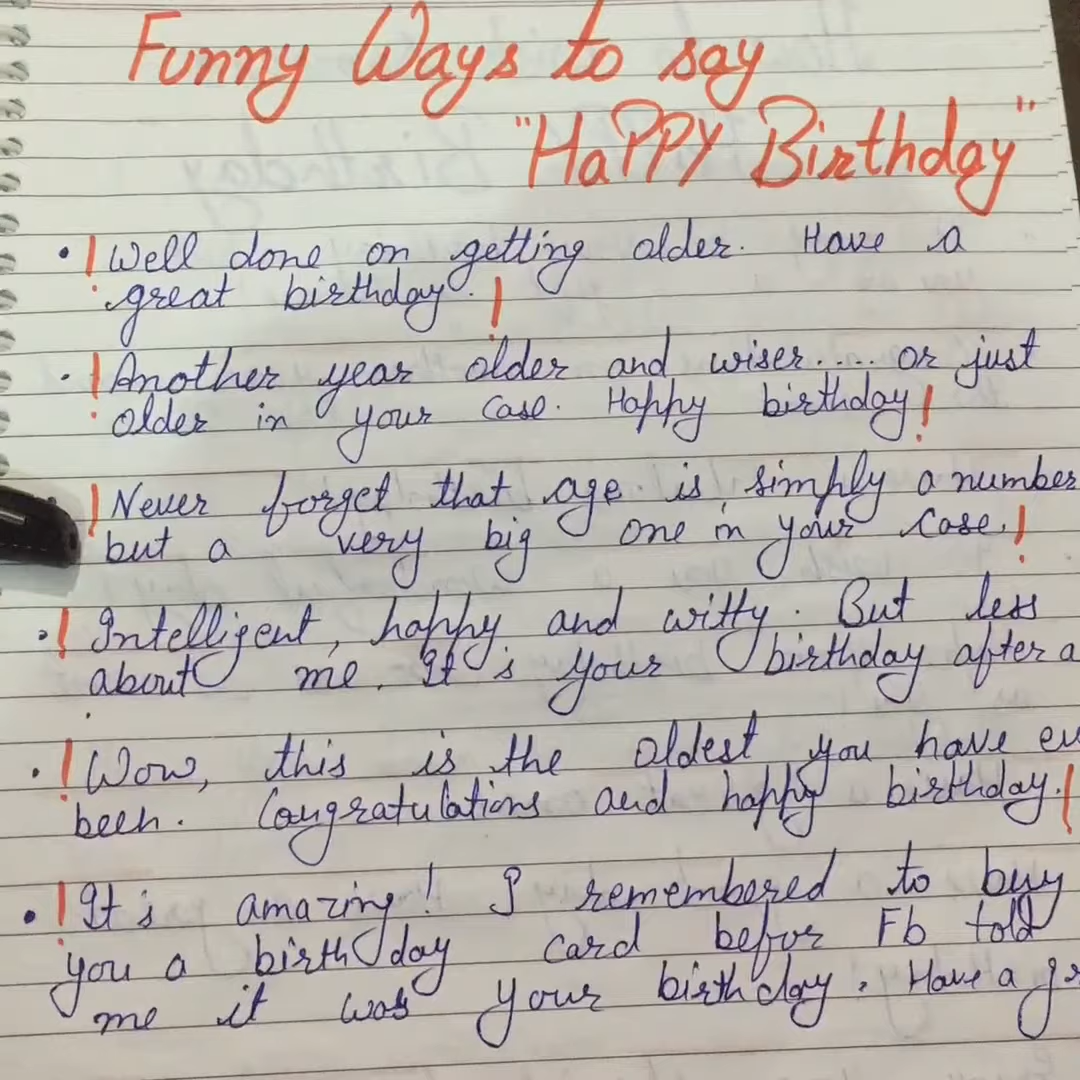 Funny Ways to say
"HaPPY Birthday"
• ! Well done on getting older. Have a
great birthday. !
• ! Another year older and wiser.... or just
older in your case. Happy birthday !
! Never forget that age is simply a number
but a very big one in your case. !
• ! Intelligent, happy and witty. But less
about me. It's your birthday after a
• ! Wow, this is the oldest you have ev
been. Congratulations and happy birthday. !
• ! It's amazing! I remembered to buy
you a birthday card befor Fb told
me it was your birthday. Have a gr